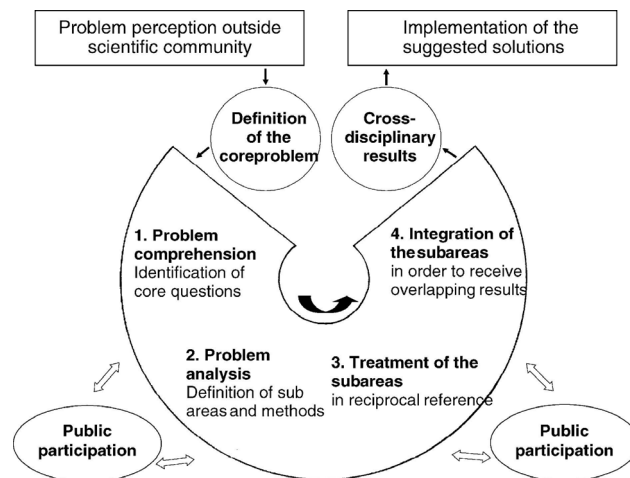 Problem perception outside
scientific community
Implementation of the
suggested solutions
Definition
of the
coreproblem
Cross-
disciplinary
results
1. Problem
comprehension
Identification of
core questions
4. Integration of
thesubareas
in order to receive
overlapping results
2. Problem
analysis
Definition of sub
areas and methods
3. Treatment of the
subareas
in reciprocal reference
Public
participation
Public
participation